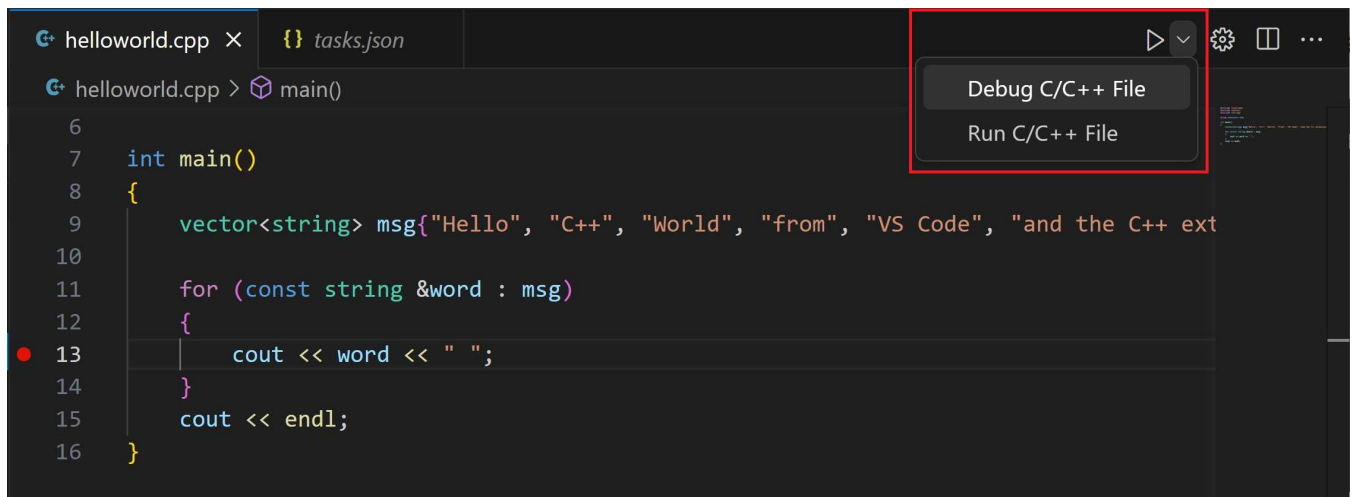 helloworld.cpp
tasks.json
helloworld.cpp > main()
Debug C/C++ File
Run C/C++ File
6
7 int main()
8 {
9 vector<string> msg{"Hello", "C++", "World", "from", "VS Code", "and the C++ ext
10
11 for (const string &word : msg)
12 {
13 cout << word << " ";
14 }
15 cout << endl;
16 }